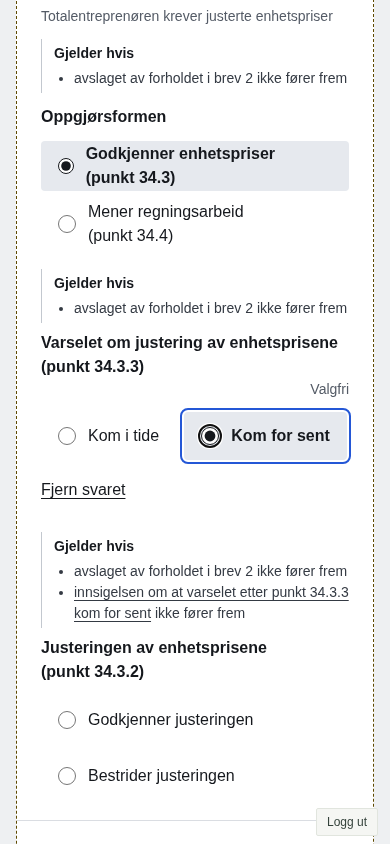 Totalentreprenøren krever justerte enhetspriser
Gjelder hvis
• avslaget av forholdet i brev 2 ikke fører frem
Oppgjørsformen
Godkjenner enhetspriser
(punkt 34.3)
Mener regningsarbeid
(punkt 34.4)
Gjelder hvis
• avslaget av forholdet i brev 2 ikke fører frem
Varselet om justering av enhetsprisene
(punkt 34.3.3)
Valgfri
Kom i tide
Kom for sent
Fjern svaret
Gjelder hvis
• avslaget av forholdet i brev 2 ikke fører frem
• innsigelsen om at varselet etter punkt 34.3.3
kom for sent ikke fører frem
Justeringen av enhetsprisene
(punkt 34.3.2)
Godkjenner justeringen
Bestrider justeringen
Logg ut